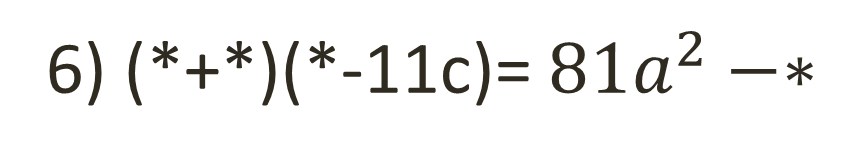 6) (*+*)(*-11c)= 81a² −*